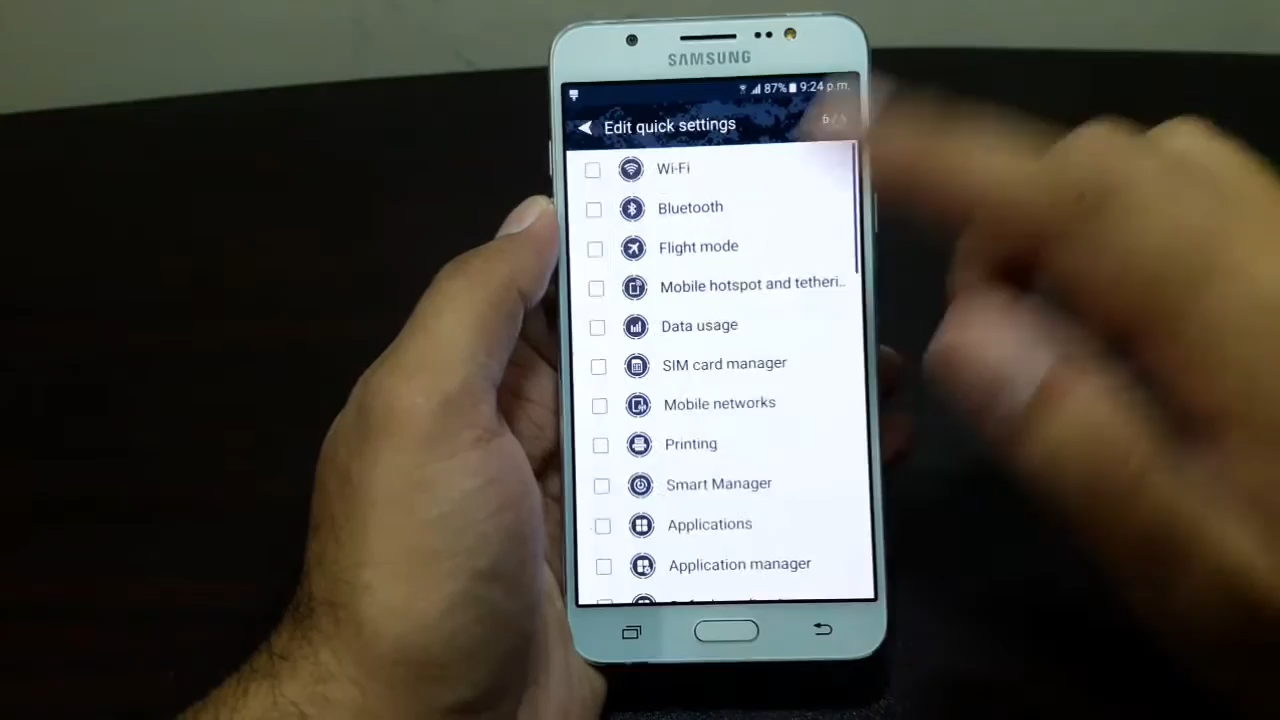 SAMSUNG
87% 9:24 p.m.
Edit quick settings
Wi-Fi
Bluetooth
Flight mode
Mobile hotspot and tetheri..
Data usage
SIM card manager
Mobile networks
Printing
Smart Manager
Applications
Application manager